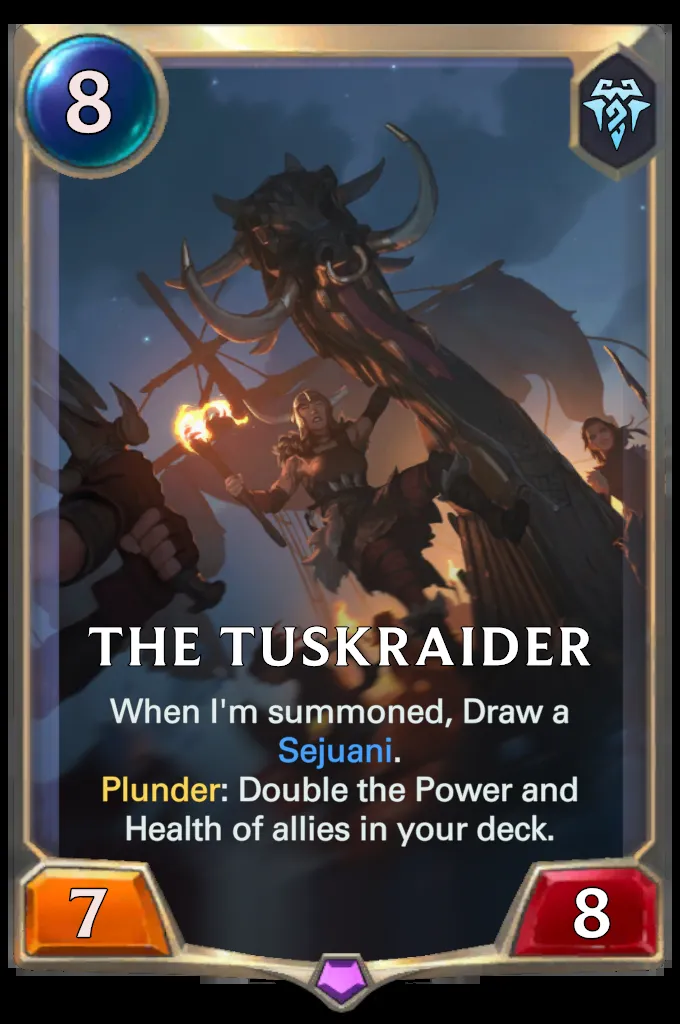 8
THE TUSKRAIDER
When I'm summoned, Draw a
Sejuani.
Plunder: Double the Power and
Health of allies in your deck.
7
8